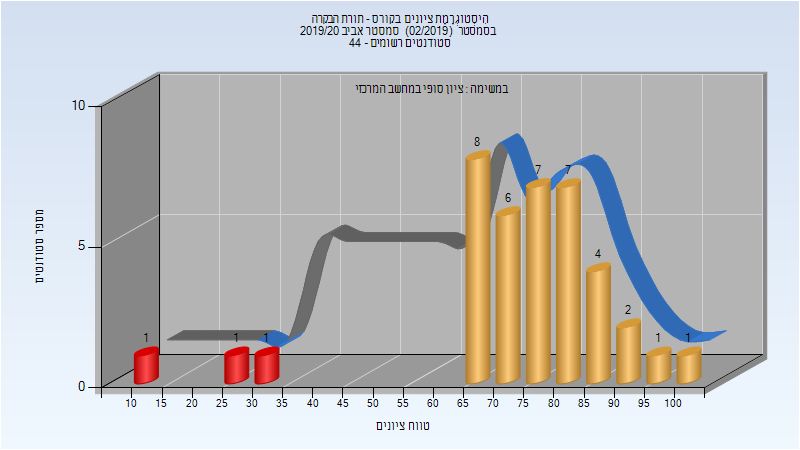 היסטוגרמת ציונים בקורס - תורת הבקרה
בסמסטר (02/2019) סמסטר אביב 2019/20
סטודנטים רשומים - 44
במשימה : ציון סופי במחשב המרכזי
10
5
0
מספר סטודנטים
1
1
1
8
6
7
7
4
2
1
1
10 15 20 25 30 35 40 45 50 55 60 65 70 75 80 85 90 95 100
טווח ציונים